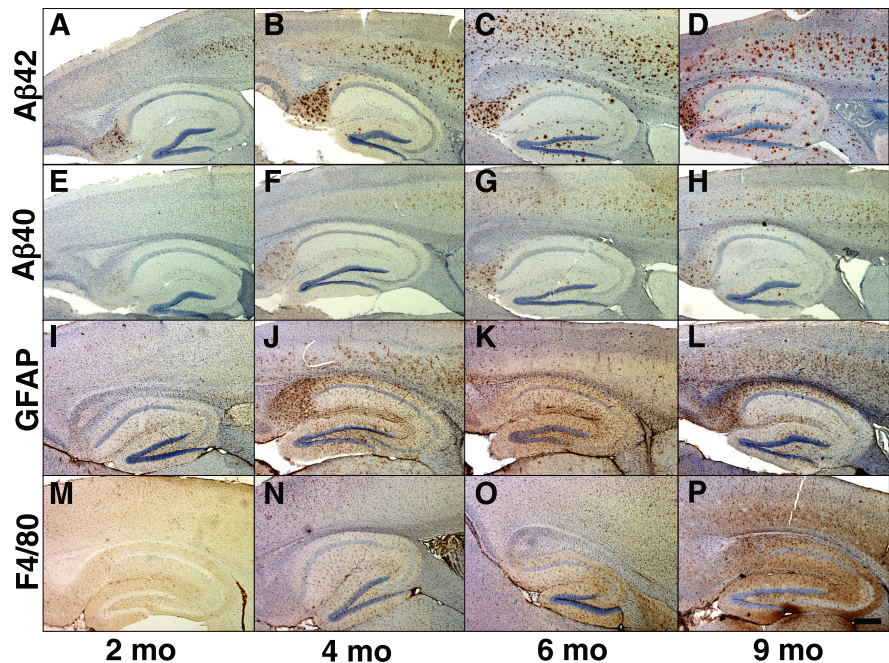 A B C D
Aβ42
E F G H
Aβ40
I J K L
GFAP
M N O P
F4/80
2 mo 4 mo 6 mo 9 mo